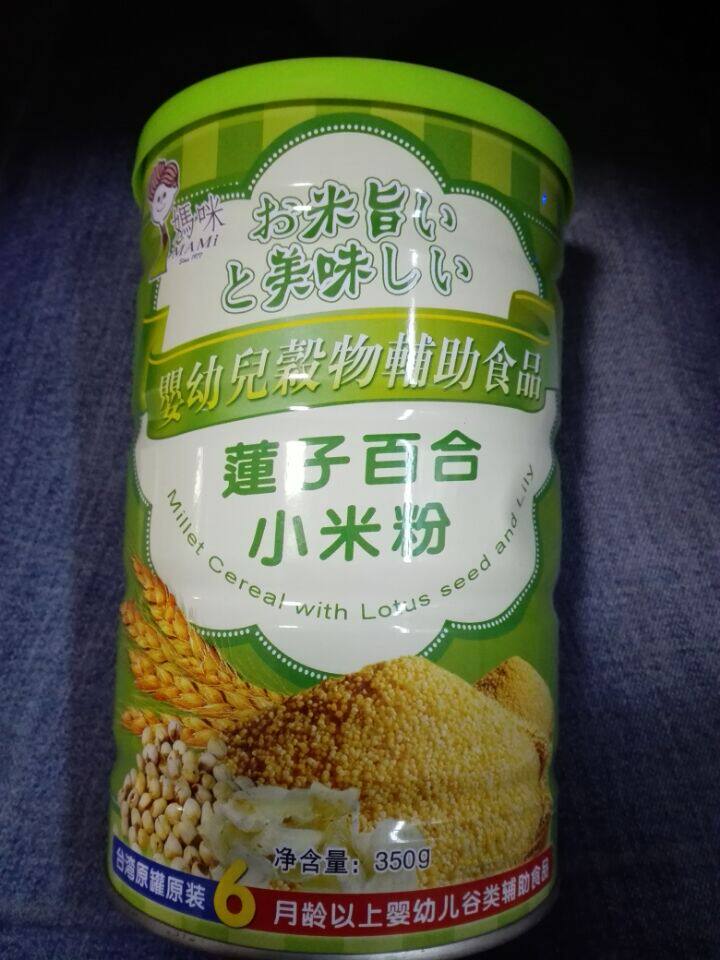 媽咪
MAMi
Since 1977
お米旨い
と美味しい
嬰幼兒穀物輔助食品
蓮子百合
小米粉
Millet Cereal with Lotus seed and Lily
净含量：350g
台湾原罐原装
6月龄以上婴幼儿谷类辅助食品